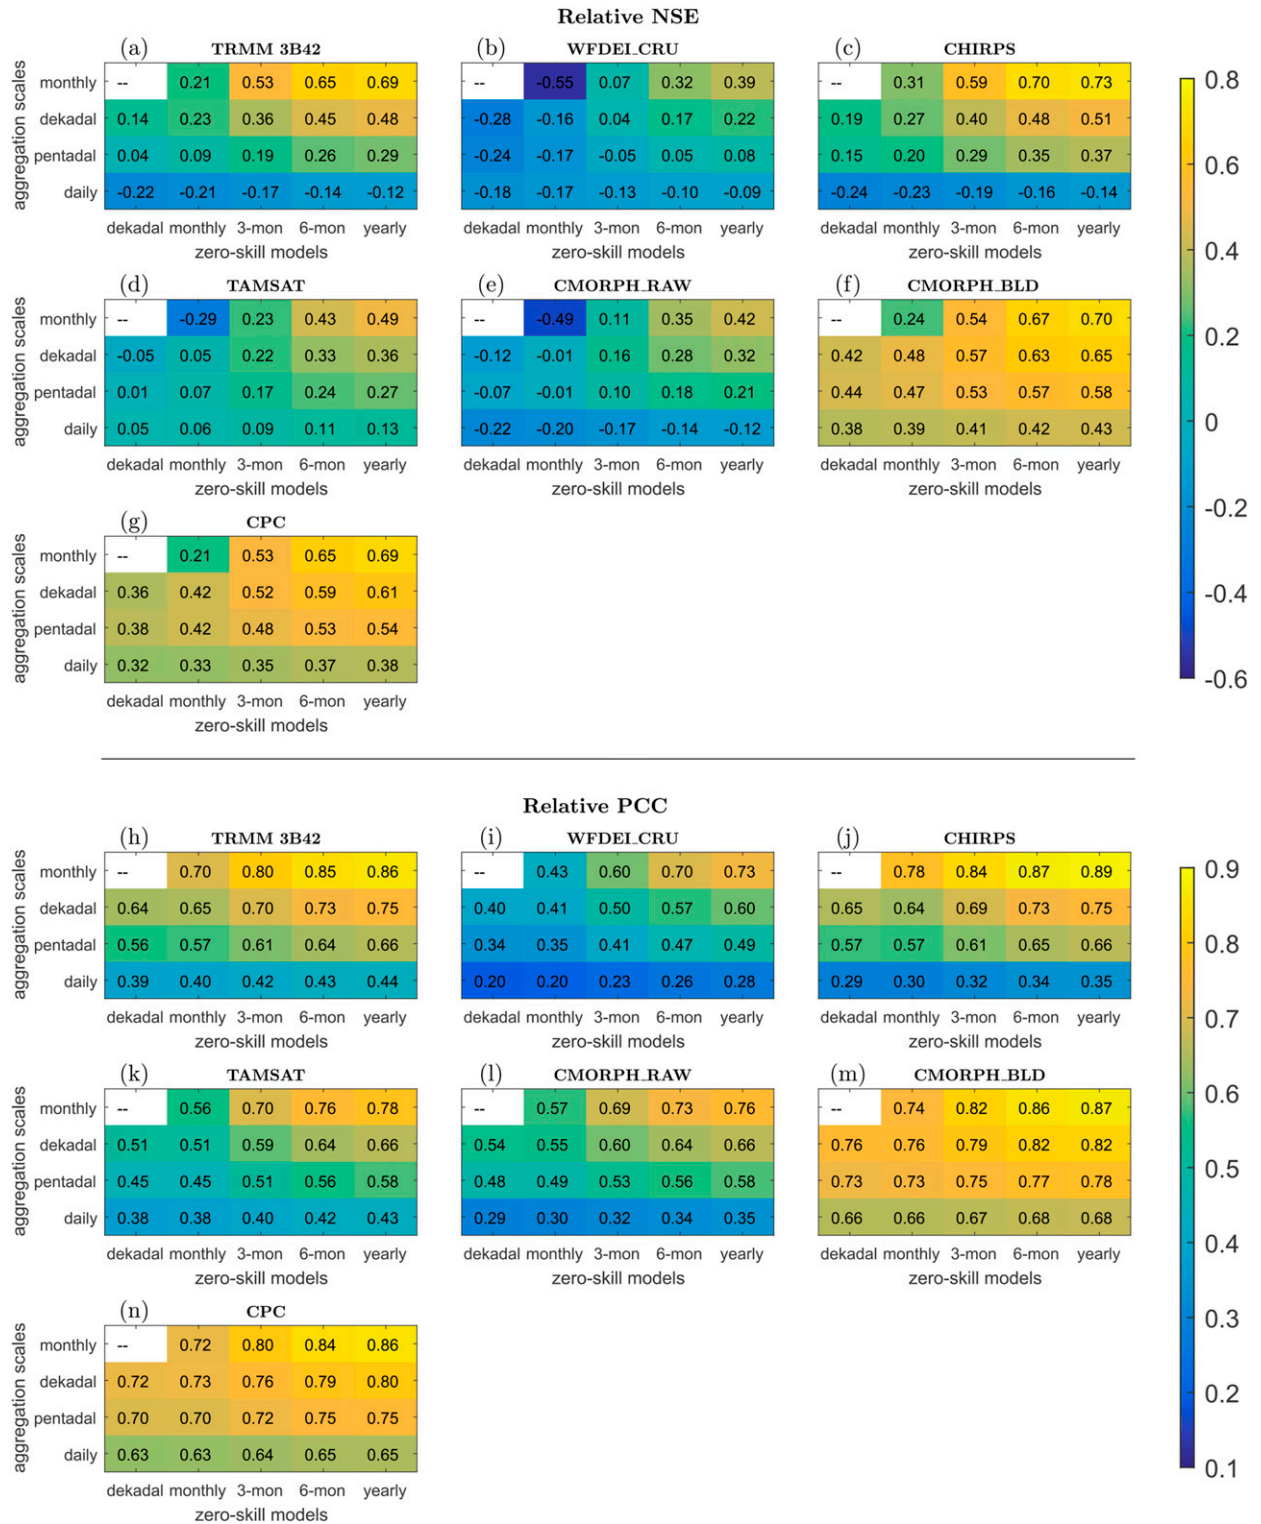 Relative NSE
(a) TRMM 3B42
aggregation scales
monthly -- 0.21 0.53 0.65 0.69
dekadal 0.14 0.23 0.36 0.45 0.48
pentadal 0.04 0.09 0.19 0.26 0.29
daily -0.22 -0.21 -0.17 -0.14 -0.12
dekadal monthly 3-mon 6-mon yearly
zero-skill models
(b) WFDEI_CRU
-- -0.55 0.07 0.32 0.39
-0.28 -0.16 0.04 0.17 0.22
-0.24 -0.17 -0.05 0.05 0.08
-0.18 -0.17 -0.13 -0.10 -0.09
dekadal monthly 3-mon 6-mon yearly
zero-skill models
(c) CHIRPS
-- 0.31 0.59 0.70 0.73
0.19 0.27 0.40 0.48 0.51
0.15 0.20 0.29 0.35 0.37
-0.24 -0.23 -0.19 -0.16 -0.14
dekadal monthly 3-mon 6-mon yearly
zero-skill models
(d) TAMSAT
aggregation scales
monthly -- -0.29 0.23 0.43 0.49
dekadal -0.05 0.05 0.22 0.33 0.36
pentadal 0.01 0.07 0.17 0.24 0.27
daily 0.05 0.06 0.09 0.11 0.13
dekadal monthly 3-mon 6-mon yearly
zero-skill models
(e) CMORPH_RAW
-- -0.49 0.11 0.35 0.42
-0.12 -0.01 0.16 0.28 0.32
-0.07 -0.01 0.10 0.18 0.21
-0.22 -0.20 -0.17 -0.14 -0.12
dekadal monthly 3-mon 6-mon yearly
zero-skill models
(f) CMORPH_BLD
-- 0.24 0.54 0.67 0.70
0.42 0.48 0.57 0.63 0.65
0.44 0.47 0.53 0.57 0.58
0.38 0.39 0.41 0.42 0.43
dekadal monthly 3-mon 6-mon yearly
zero-skill models
(g) CPC
aggregation scales
monthly -- 0.21 0.53 0.65 0.69
dekadal 0.36 0.42 0.52 0.59 0.61
pentadal 0.38 0.42 0.48 0.53 0.54
daily 0.32 0.33 0.35 0.37 0.38
dekadal monthly 3-mon 6-mon yearly
zero-skill models
0.8
0.6
0.4
0.2
0
-0.2
-0.4
-0.6
Relative PCC
(h) TRMM 3B42
aggregation scales
monthly -- 0.70 0.80 0.85 0.86
dekadal 0.64 0.65 0.70 0.73 0.75
pentadal 0.56 0.57 0.61 0.64 0.66
daily 0.39 0.40 0.42 0.43 0.44
dekadal monthly 3-mon 6-mon yearly
zero-skill models
(i) WFDEI_CRU
-- 0.43 0.60 0.70 0.73
0.40 0.41 0.50 0.57 0.60
0.34 0.35 0.41 0.47 0.49
0.20 0.20 0.23 0.26 0.28
dekadal monthly 3-mon 6-mon yearly
zero-skill models
(j) CHIRPS
-- 0.78 0.84 0.87 0.89
0.65 0.64 0.69 0.73 0.75
0.57 0.57 0.61 0.65 0.66
0.29 0.30 0.32 0.34 0.35
dekadal monthly 3-mon 6-mon yearly
zero-skill models
(k) TAMSAT
aggregation scales
monthly -- 0.56 0.70 0.76 0.78
dekadal 0.51 0.51 0.59 0.64 0.66
pentadal 0.45 0.45 0.51 0.56 0.58
daily 0.38 0.38 0.40 0.42 0.43
dekadal monthly 3-mon 6-mon yearly
zero-skill models
(l) CMORPH_RAW
-- 0.57 0.69 0.73 0.76
0.54 0.55 0.60 0.64 0.66
0.48 0.49 0.53 0.56 0.58
0.29 0.30 0.32 0.34 0.35
dekadal monthly 3-mon 6-mon yearly
zero-skill models
(m) CMORPH_BLD
-- 0.74 0.82 0.86 0.87
0.76 0.76 0.79 0.82 0.82
0.73 0.73 0.75 0.77 0.78
0.66 0.66 0.67 0.68 0.68
dekadal monthly 3-mon 6-mon yearly
zero-skill models
(n) CPC
aggregation scales
monthly -- 0.72 0.80 0.84 0.86
dekadal 0.72 0.73 0.76 0.79 0.80
pentadal 0.70 0.70 0.72 0.75 0.75
daily 0.63 0.63 0.64 0.65 0.65
dekadal monthly 3-mon 6-mon yearly
zero-skill models
0.9
0.8
0.7
0.6
0.5
0.4
0.3
0.2
0.1